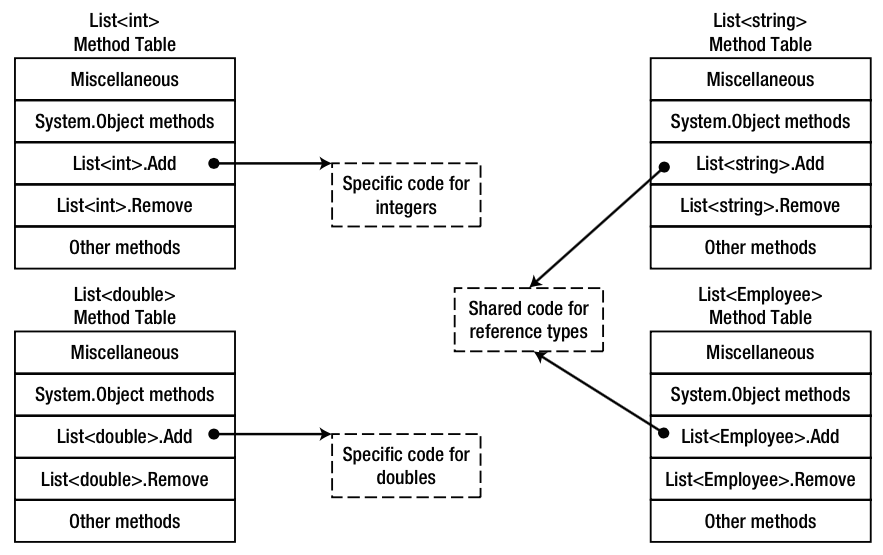 List<int>
Method Table
Miscellaneous
System.Object methods
List<int>.Add
List<int>.Remove
Other methods
Specific code for
integers
List<double>
Method Table
Miscellaneous
System.Object methods
List<double>.Add
List<double>.Remove
Other methods
Specific code for
doubles
List<string>
Method Table
Miscellaneous
System.Object methods
List<string>.Add
List<string>.Remove
Other methods
Shared code for
reference types
List<Employee>
Method Table
Miscellaneous
System.Object methods
List<Employee>.Add
List<Employee>.Remove
Other methods